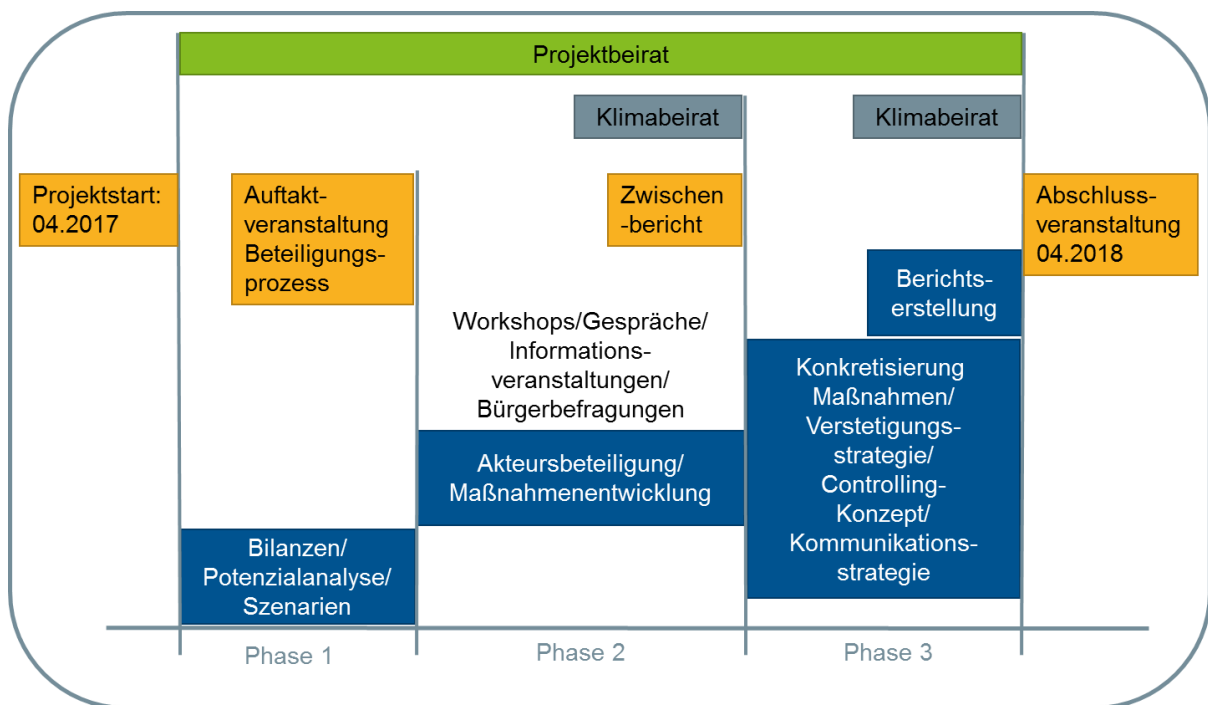 Projektbeirat
Klimabeirat
Klimabeirat
Projektstart:
04.2017
Auftakt-
veranstaltung
Beteiligungs-
prozess
Zwischen
-bericht
Abschluss-
veranstaltung
04.2018
Berichts-
erstellung
Workshops/Gespräche/
Informations-
veranstaltungen/
Bürgerbefragungen
Konkretisierung
Maßnahmen/
Verstetigungs-
strategie/
Controlling-
Konzept/
Kommunikations-
strategie
Akteursbeteiligung/
Maßnahmenentwicklung
Bilanzen/
Potenzialanalyse/
Szenarien
Phase 1
Phase 2
Phase 3